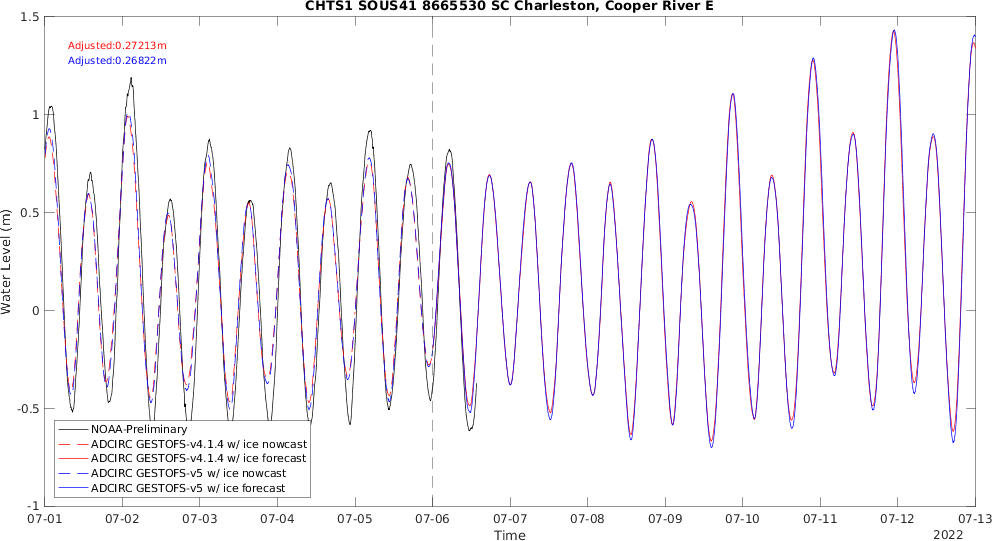 CHTS1 SOUS41 8665530 SC Charleston, Cooper River E
1.5
Adjusted:0.27213m
Adjusted:0.26822m
1
0.5
0
-0.5
-1
Water Level (m)
NOAA-Preliminary
ADCIRC GESTOFS-v4.1.4 w/ ice nowcast
ADCIRC GESTOFS-v4.1.4 w/ ice forecast
ADCIRC GESTOFS-v5 w/ ice nowcast
ADCIRC GESTOFS-v5 w/ ice forecast
07-01 07-02 07-03 07-04 07-05 07-06 07-07 07-08 07-09 07-10 07-11 07-12 07-13
Time
2022